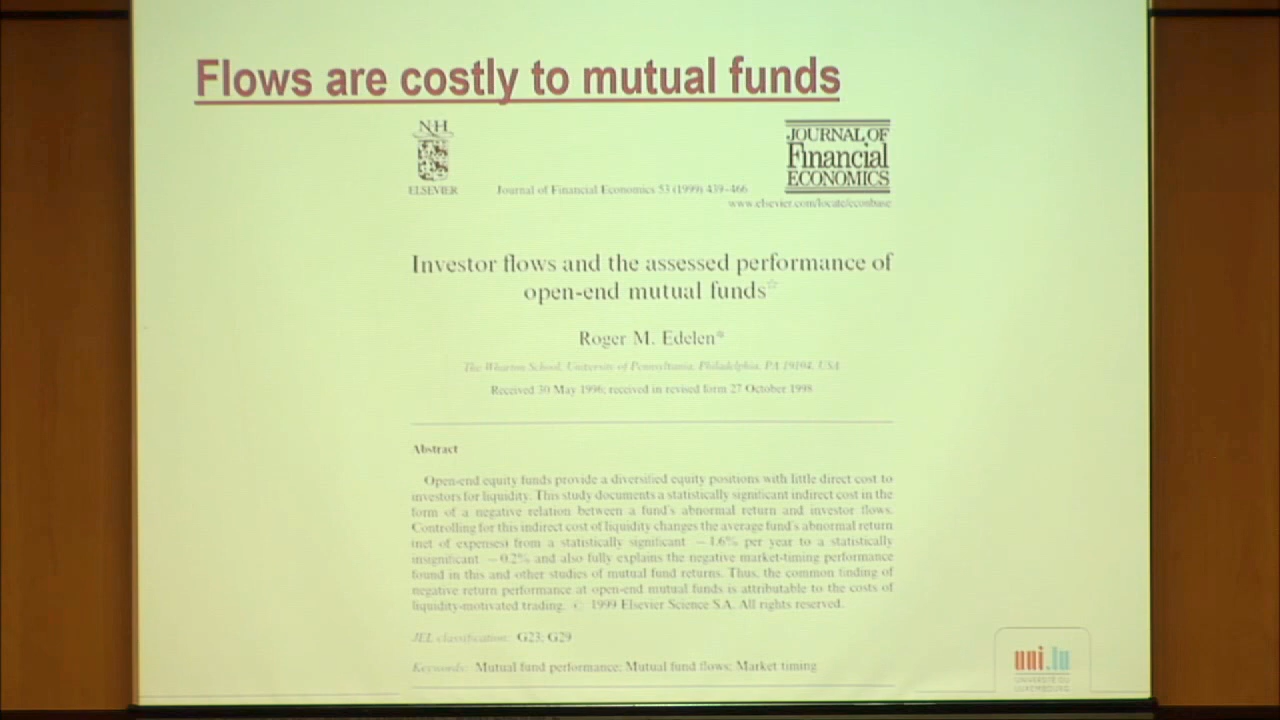 Flows are costly to mutual funds
NH
ELSEVIER
Journal of Financial Economics 53 (1999) 439–466
JOURNAL OF
Financial
ECONOMICS
www.elsevier.com/locate/econbase
Investor flows and the assessed performance of
open-end mutual funds☆
Roger M. Edelen*
The Wharton School, University of Pennsylvania, Philadelphia, PA 19104, USA
Received 30 May 1996; received in revised form 27 October 1998
Abstract
Open-end equity funds provide a diversified equity positions with little direct cost to
investors for liquidity. This study documents a statistically significant indirect cost in the
form of a negative relation between a fund's abnormal return and investor flows.
Controlling for this indirect cost of liquidity changes the average fund's abnormal return
(net of expenses) from a statistically significant −1.6% per year to a statistically
insignificant −0.2% and also fully explains the negative market-timing performance
found in this and other studies of mutual fund returns. Thus, the common finding of
negative return performance at open-end mutual funds is attributable to the costs of
liquidity-motivated trading. © 1999 Elsevier Science S.A. All rights reserved.
JEL classification: G23; G29
Keywords: Mutual fund performance; Mutual fund flows; Market timing
uni.lu
UNIVERSITÉ DU
LUXEMBOURG